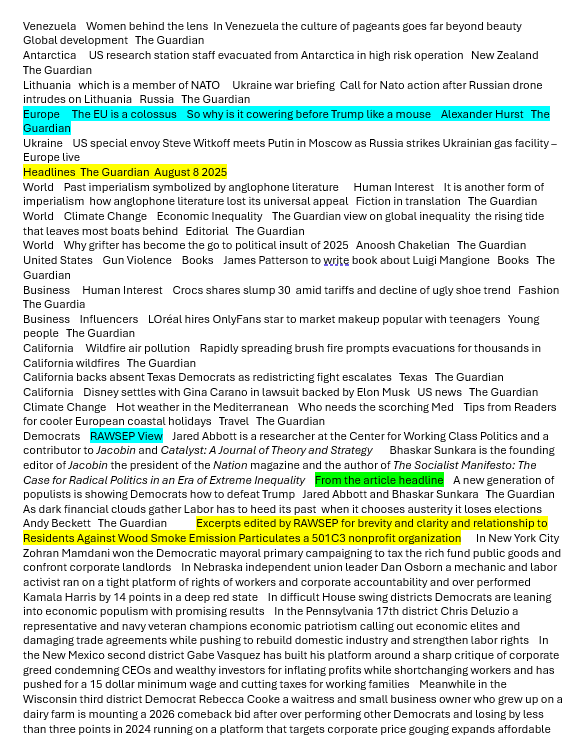 Venezuela    Women behind the lens  In Venezuela the culture of pageants goes far beyond beauty
Global development   The Guardian
Antarctica    US research station staff evacuated from Antarctica in high risk operation   New Zealand
The Guardian
Lithuania   which is a member of NATO    Ukraine war briefing  Call for Nato action after Russian drone
intrudes on Lithuania   Russia   The Guardian
Europe    The EU is a colossus   So why is it cowering before Trump like a mouse    Alexander Hurst   The
Guardian
Ukraine    US special envoy Steve Witkoff meets Putin in Moscow as Russia strikes Ukrainian gas facility –
Europe live
Headlines  The Guardian  August 8 2025
World    Past imperialism symbolized by anglophone literature     Human Interest    It is another form of
imperialism  how anglophone literature lost its universal appeal   Fiction in translation   The Guardian
World    Climate Change    Economic Inequality    The Guardian view on global inequality  the rising tide
that leaves most boats behind    Editorial   The Guardian
World    Why grifter has become the go to political insult of 2025   Anoosh Chakelian   The Guardian
United States    Gun Violence    Books    James Patterson to write book about Luigi Mangione   Books   The
Guardian
Business    Human Interest    Crocs shares slump 30  amid tariffs and decline of ugly shoe trend   Fashion
The Guardia
Business    Influencers    LOréal hires OnlyFans star to market makeup popular with teenagers   Young
people   The Guardian
California    Wildfire air pollution    Rapidly spreading brush fire prompts evacuations for thousands in
California wildfires   The Guardian
California backs absent Texas Democrats as redistricting fight escalates   Texas   The Guardian
California    Disney settles with Gina Carano in lawsuit backed by Elon Musk   US news   The Guardian
Climate Change    Hot weather in the Mediterranean    Who needs the scorching Med   Tips from Readers
for cooler European coastal holidays   Travel   The Guardian
Democrats    RAWSEP View    Jared Abbott is a researcher at the Center for Working Class Politics and a
contributor to Jacobin and Catalyst: A Journal of Theory and Strategy      Bhaskar Sunkara is the founding
editor of Jacobin the president of the Nation magazine and the author of The Socialist Manifesto: The
Case for Radical Politics in an Era of Extreme Inequality    From the article headline    A new generation of
populists is showing Democrats how to defeat Trump   Jared Abbott and Bhaskar Sunkara   The Guardian
As dark financial clouds gather Labor has to heed its past  when it chooses austerity it loses elections
Andy Beckett   The Guardian          Excerpts edited by RAWSEP for brevity and clarity and relationship to
Residents Against Wood Smoke Emission Particulates a 501C3 nonprofit organization     In New York City
Zohran Mamdani won the Democratic mayoral primary campaigning to tax the rich fund public goods and
confront corporate landlords    In Nebraska independent union leader Dan Osborn a mechanic and labor
activist ran on a tight platform of rights of workers and corporate accountability and over performed
Kamala Harris by 14 points in a deep red state    In difficult House swing districts Democrats are leaning
into economic populism with promising results    In the Pennsylvania 17th district Chris Deluzio a
representative and navy veteran champions economic patriotism calling out economic elites and
damaging trade agreements while pushing to rebuild domestic industry and strengthen labor rights    In
the New Mexico second district Gabe Vasquez has built his platform around a sharp critique of corporate
greed condemning CEOs and wealthy investors for inflating profits while shortchanging workers and has
pushed for a 15 dollar minimum wage and cutting taxes for working families    Meanwhile in the
Wisconsin third district Democrat Rebecca Cooke a waitress and small business owner who grew up on a
dairy farm is mounting a 2026 comeback bid after over performing other Democrats and losing by less
than three points in 2024 running on a platform that targets corporate price gouging expands affordable